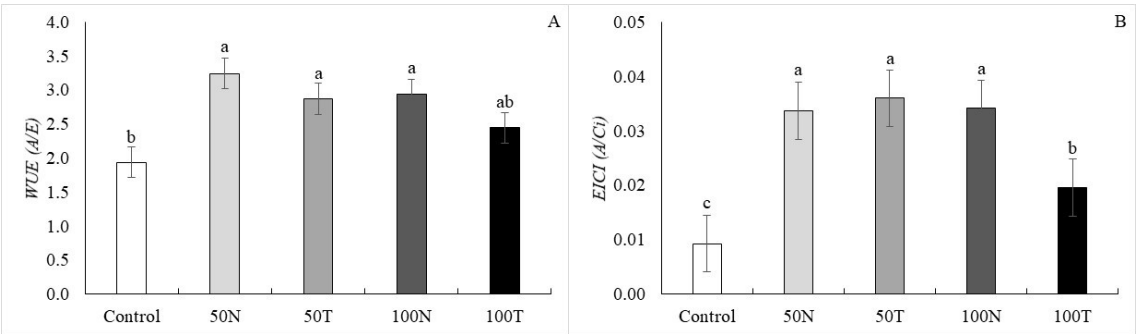 A
WUE (A/E)
4.0
3.5
3.0
2.5
2.0
1.5
1.0
0.5
0.0
b
a
a
a
ab
Control
50N
50T
100N
100T
B
EICI (A/Ci)
0.05
0.04
0.03
0.02
0.01
0.00
c
a
a
a
b
Control
50N
50T
100N
100T